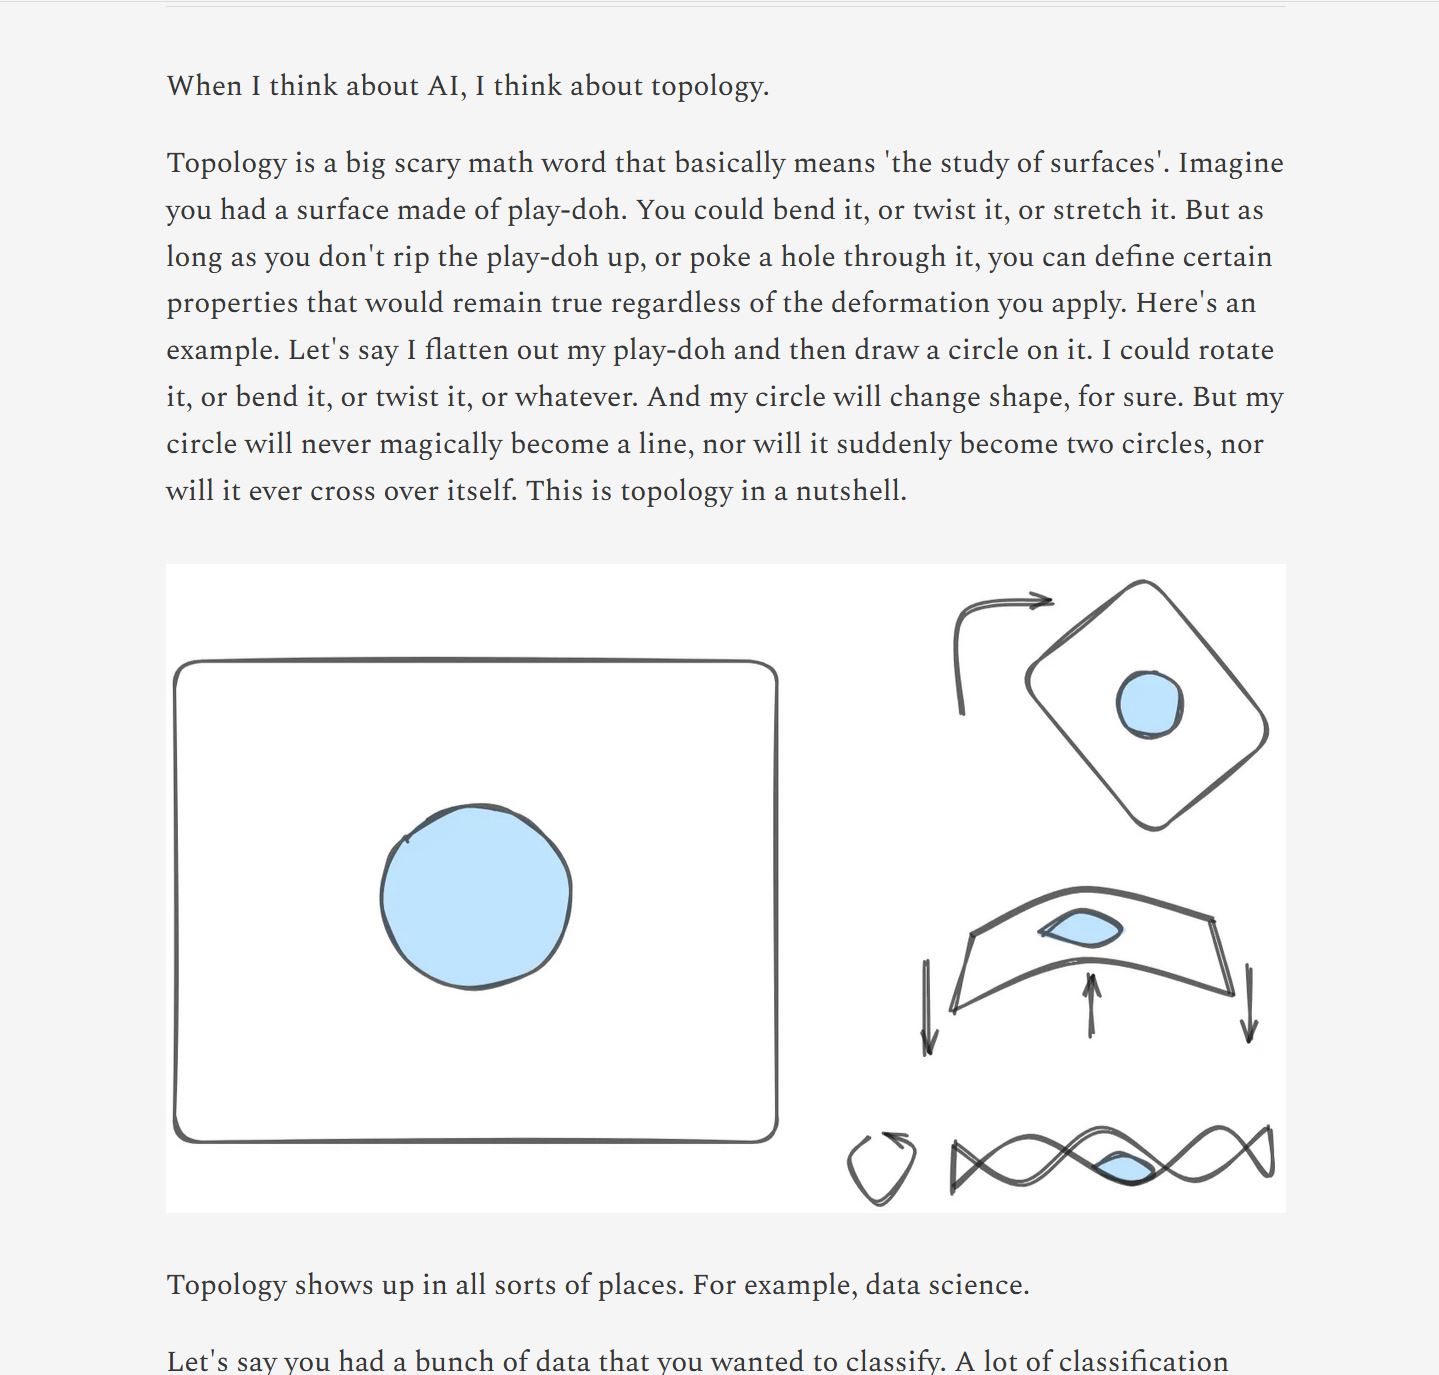 When I think about AI, I think about topology.
Topology is a big scary math word that basically means 'the study of surfaces'. Imagine
you had a surface made of play-doh. You could bend it, or twist it, or stretch it. But as
long as you don't rip the play-doh up, or poke a hole through it, you can define certain
properties that would remain true regardless of the deformation you apply. Here's an
example. Let's say I flatten out my play-doh and then draw a circle on it. I could rotate
it, or bend it, or twist it, or whatever. And my circle will change shape, for sure. But my
circle will never magically become a line, nor will it suddenly become two circles, nor
will it ever cross over itself. This is topology in a nutshell.
Topology shows up in all sorts of places. For example, data science.
Let's say you had a bunch of data that you wanted to classify. A lot of classification